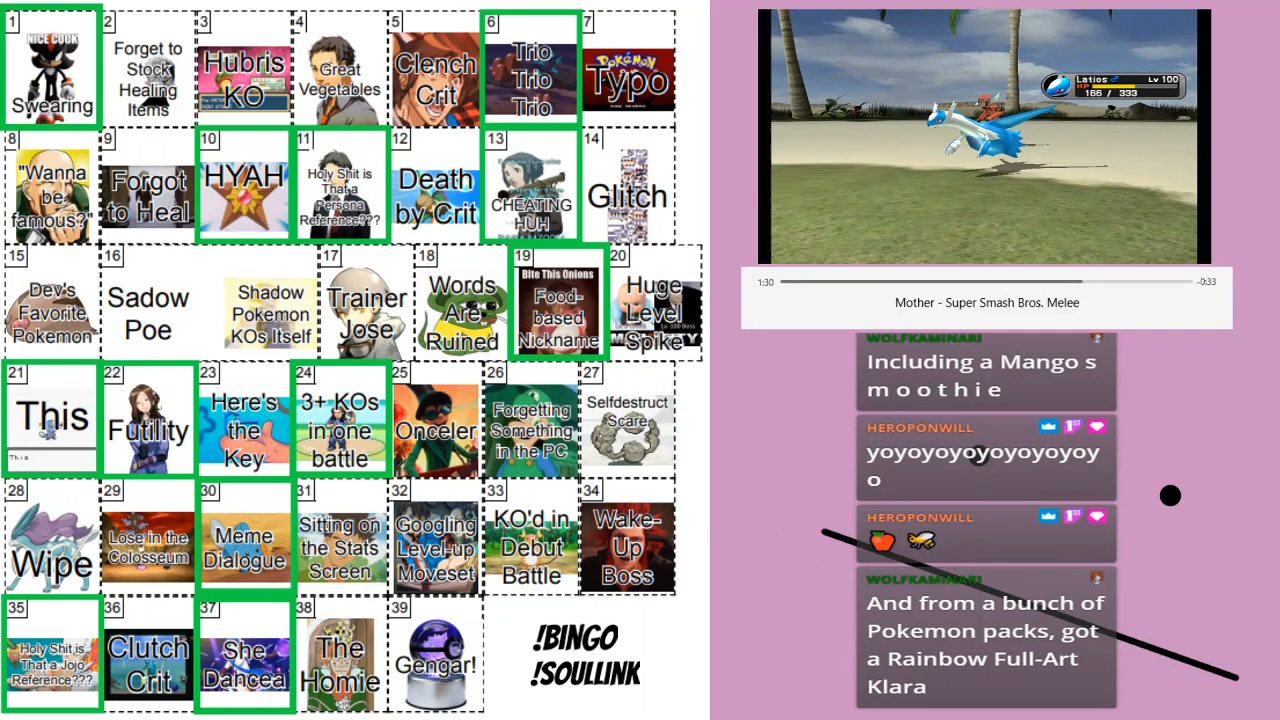 1
NICE COOK
Swearing
2
Forget to
Stock
Healing
Items
3
Hubris
KO
4
Great
Vegetables
5
Clench
Crit
6
Trio
Trio
Trio
7
POKéMON
Typo
8
"Wanna
be
famous?"
9
Forgot
to Heal
10
HYAH
11
Holy Shit is
That a
Persona
Reference???
12
Death
by Crit
13
CHEATING
HUH
14
Glitch
15
Dev's
Favorite
Pokemon
16
Sadow
Poe
Shadow
Pokemon
KOs Itself
17
Trainer
Jose
18
Words
Are
Ruined
19
Bite This Onions
Food-
based
Nickname
20
Huge
Level
Spike
Lv. 100 Boss
21
This
This
22
Futility
23
Here's
the
Key
24
3+ KOs
in one
battle
25
Onceler
26
Forgetting
Something
in the PC
27
Selfdestruct
Scare
28
Wipe
29
Lose in the
Colosseum
30
Meme
Dialogue
31
Sitting on
the Stats
Screen
32
Googling
Level-up
Moveset
33
KO'd in
Debut
Battle
34
Wake-
Up
Boss
35
Holy Shit is
That a Jojo
Reference???
36
Clutch
Crit
37
She
Dancea
38
The
Homie
39
Gengar!
!BINGO
!SOULLINK
Latios ♂ Lv 100
HP
166 / 333
1:30
-0:33
Mother - Super Smash Bros. Melee
WOLFKAMINARI
Including a Mango s
m o o t h i e
HEROPONWILL
1ST
yoyoyoyoyoyoyoyoy
o
HEROPONWILL
1ST
WOLFKAMINARI
And from a bunch of
Pokemon packs, got
a Rainbow Full-Art
Klara